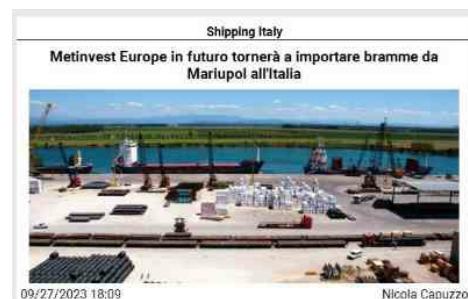 Shipping Italy
Metinvest Europe in futuro tornerà a importare bramme da
Mariupol all'Italia
09/27/2023 18:09
Nicola Capuzzo